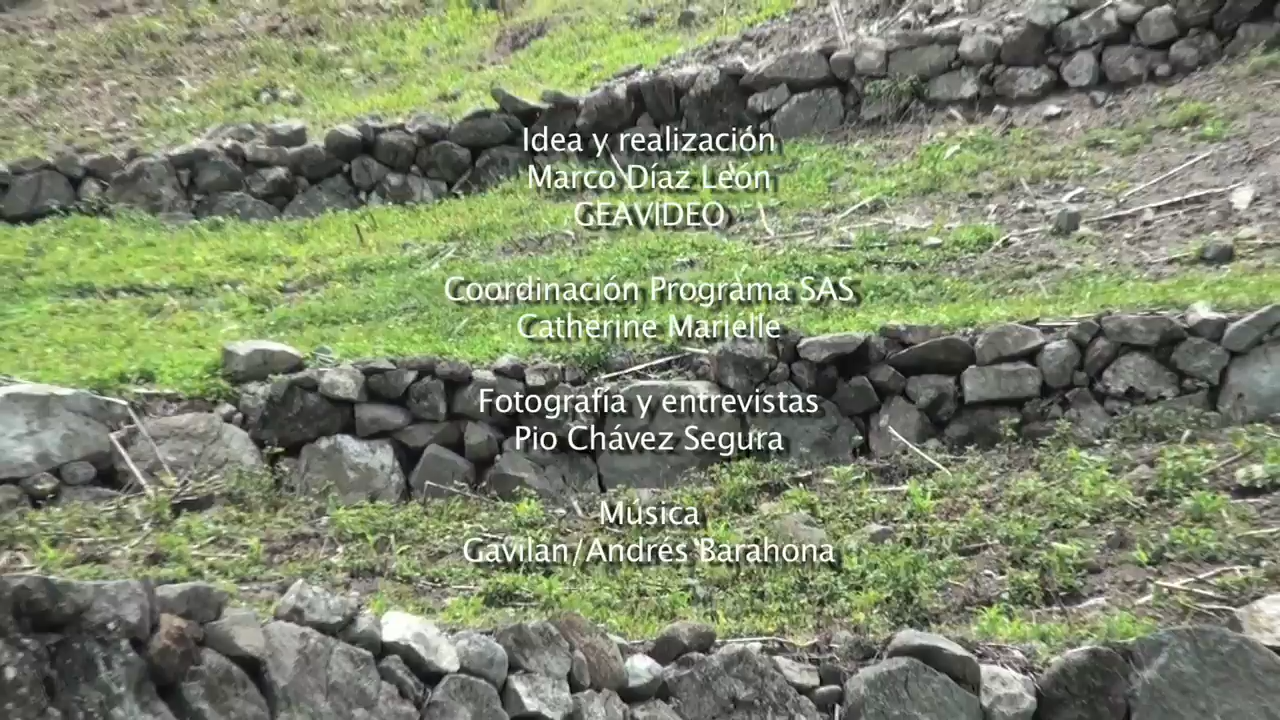 Idea y realización
Marco Díaz León
GEAVIDEO
Coordinación Programa SAS
Catherine Marielle
Fotografía y entrevistas
Pio Chávez Segura
Música
Gavilan/Andrés Barahona